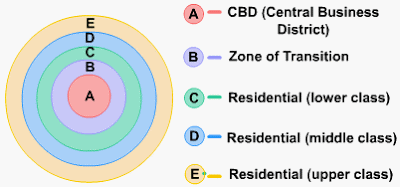 E
D
C
B
A
A CBD (Central Business
District)
B Zone of Transition
C Residential (lower class)
D Residential (middle class)
E Residential (upper class)